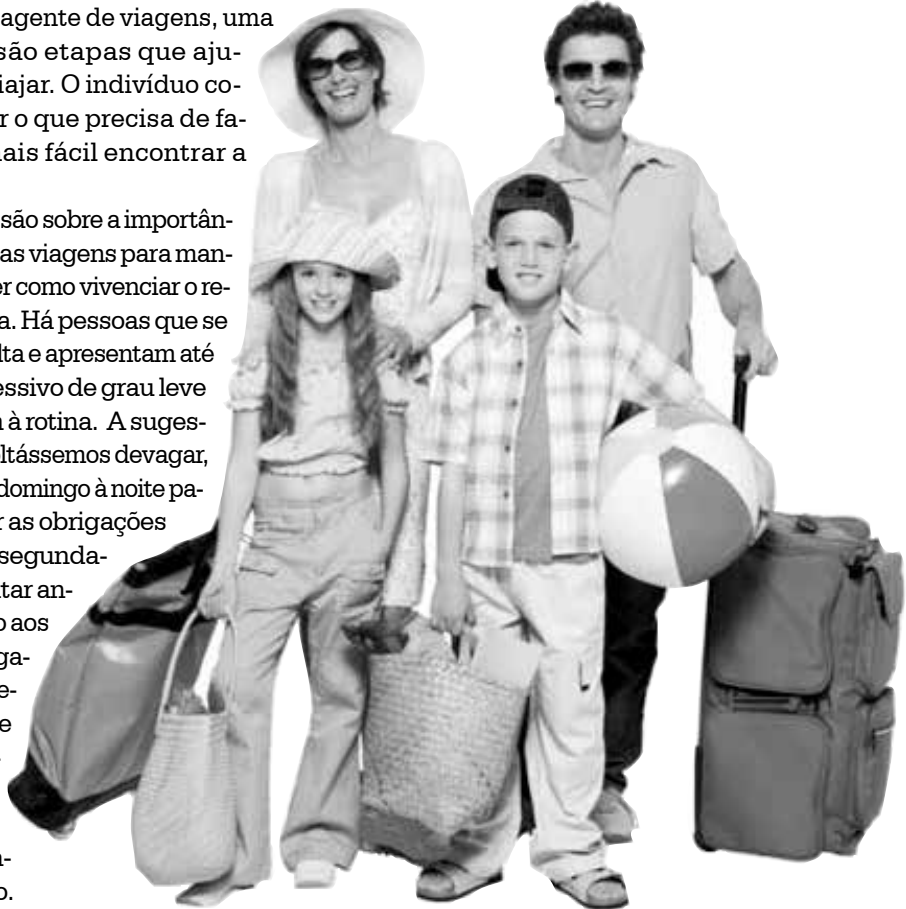 agente de viagens, uma
são etapas que aju-
iajar. O indivíduo co-
r o que precisa de fa-
ais fácil encontrar a
são sobre a importân-
as viagens para man-
er como vivenciar o re-
a. Há pessoas que se
lta e apresentam até
essivo de grau leve
à rotina. A suges-
ltássemos devagar,
domingo à noite pa-
r as obrigações
segunda-
tar an-
o aos
ga-
e-
e
o.